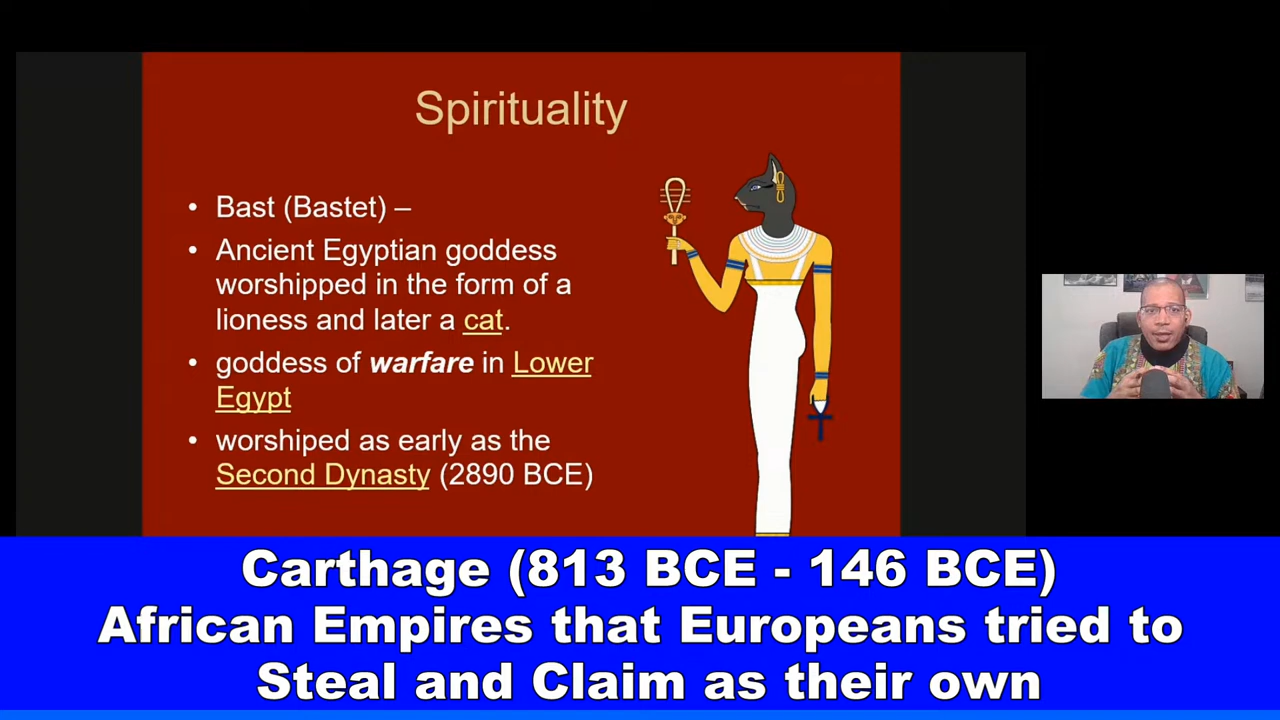 Spirituality
• Bast (Bastet) –
• Ancient Egyptian goddess
worshipped in the form of a
lioness and later a cat.
• goddess of warfare in Lower
Egypt
• worshiped as early as the
Second Dynasty (2890 BCE)
Carthage (813 BCE - 146 BCE)
African Empires that Europeans tried to
Steal and Claim as their own